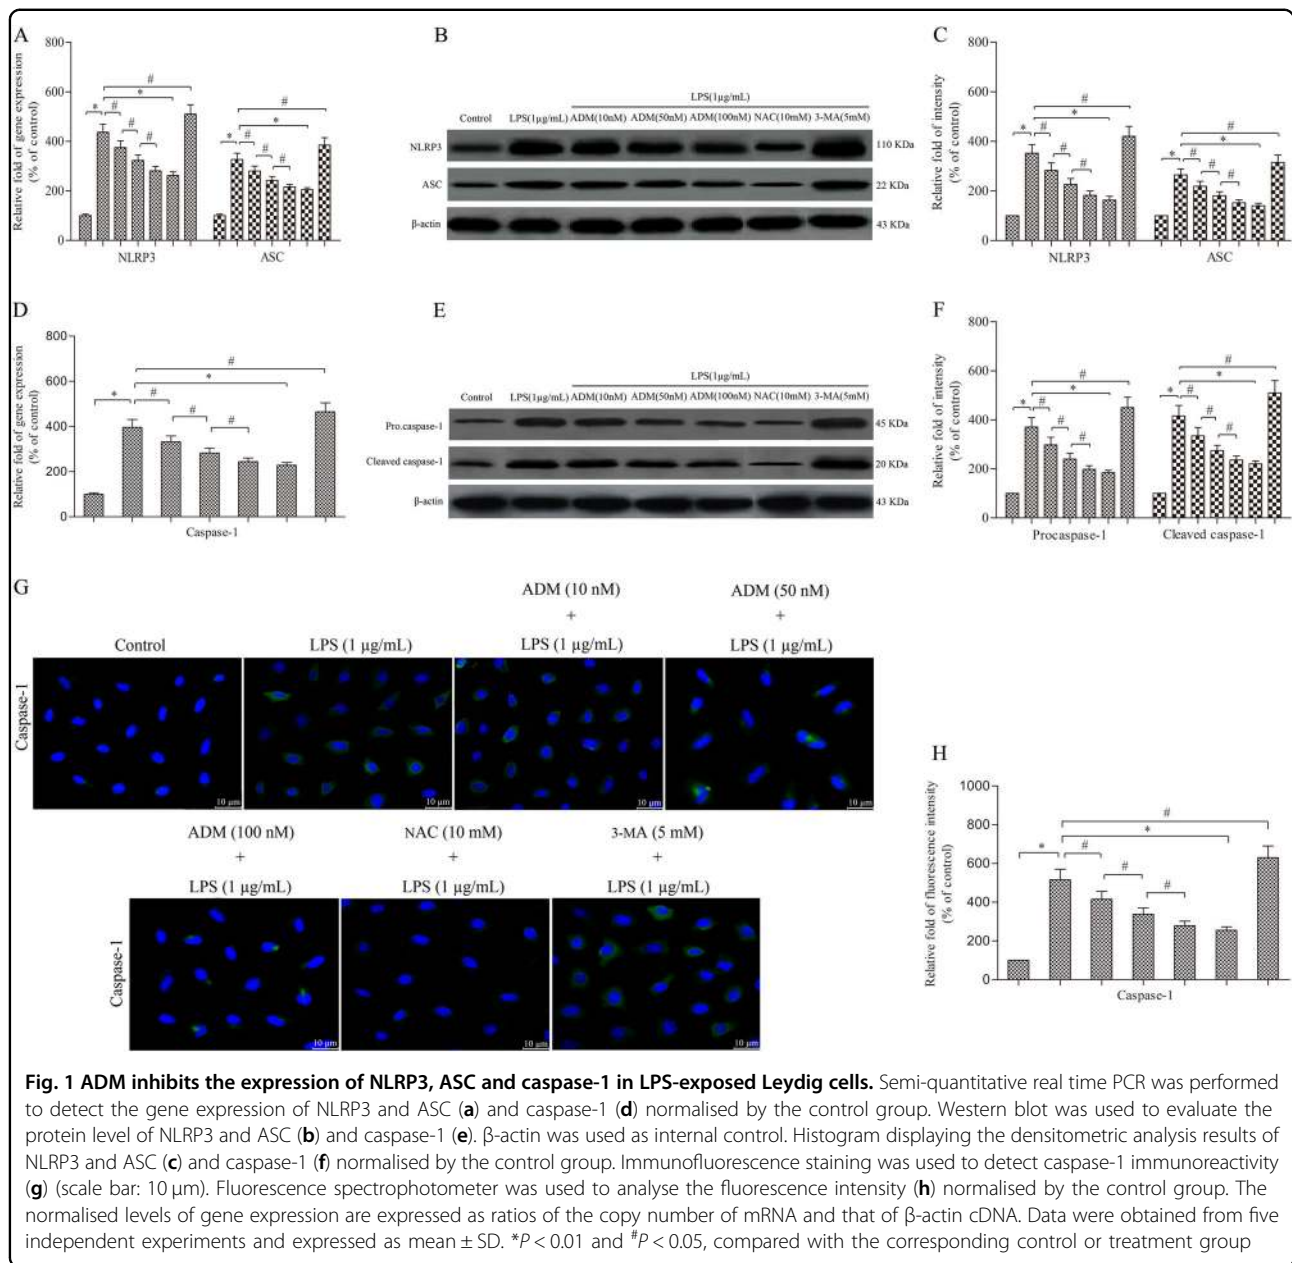 A
800
600
400
200
0
Relative fold of gene expression
(% of control)
* # # # * #
* # # # * #
NLRP3 ASC
B
LPS(1μg/mL)
Control LPS(1μg/mL) ADM(10nM) ADM(50nM) ADM(100nM) NAC(10mM) 3-MA(5mM)
NLRP3 110 KDa
ASC 22 KDa
β-actin 43 KDa
C
800
600
400
200
0
Relative fold of intensity
(% of control)
* # # # * #
* # # # * #
NLRP3 ASC
D
800
600
400
200
0
Relative fold of gene expression
(% of control)
* # # # * #
Caspase-1
E
LPS(1μg/mL)
Control LPS(1μg/mL) ADM(10nM) ADM(50nM) ADM(100nM) NAC(10mM) 3-MA(5mM)
Pro.caspase-1 45 KDa
Cleaved caspase-1 20 KDa
β-actin 43 KDa
F
800
600
400
200
0
Relative fold of intensity
(% of control)
* # # # * #
* # # # * #
Procaspase-1 Cleaved caspase-1
G
ADM (10 nM) ADM (50 nM)
+ +
Control LPS (1 μg/mL) LPS (1 μg/mL) LPS (1 μg/mL)
Caspase-1
10 μm 10 μm 10 μm 10 μm
ADM (100 nM) NAC (10 mM) 3-MA (5 mM)
+ + +
LPS (1 μg/mL) LPS (1 μg/mL) LPS (1 μg/mL)
Caspase-1
10 μm 10 μm 10 μm
H
1000
800
600
400
200
0
Relative fold of fluorescence intensity
(% of control)
* # # # * #
Caspase-1
Fig. 1 ADM inhibits the expression of NLRP3, ASC and caspase-1 in LPS-exposed Leydig cells. Semi-quantitative real time PCR was performed
to detect the gene expression of NLRP3 and ASC (a) and caspase-1 (d) normalised by the control group. Western blot was used to evaluate the
protein level of NLRP3 and ASC (b) and caspase-1 (e). β-actin was used as internal control. Histogram displaying the densitometric analysis results of
NLRP3 and ASC (c) and caspase-1 (f) normalised by the control group. Immunofluorescence staining was used to detect caspase-1 immunoreactivity
(g) (scale bar: 10 μm). Fluorescence spectrophotometer was used to analyse the fluorescence intensity (h) normalised by the control group. The
normalised levels of gene expression are expressed as ratios of the copy number of mRNA and that of β-actin cDNA. Data were obtained from five
independent experiments and expressed as mean ± SD. *P < 0.01 and #P < 0.05, compared with the corresponding control or treatment group